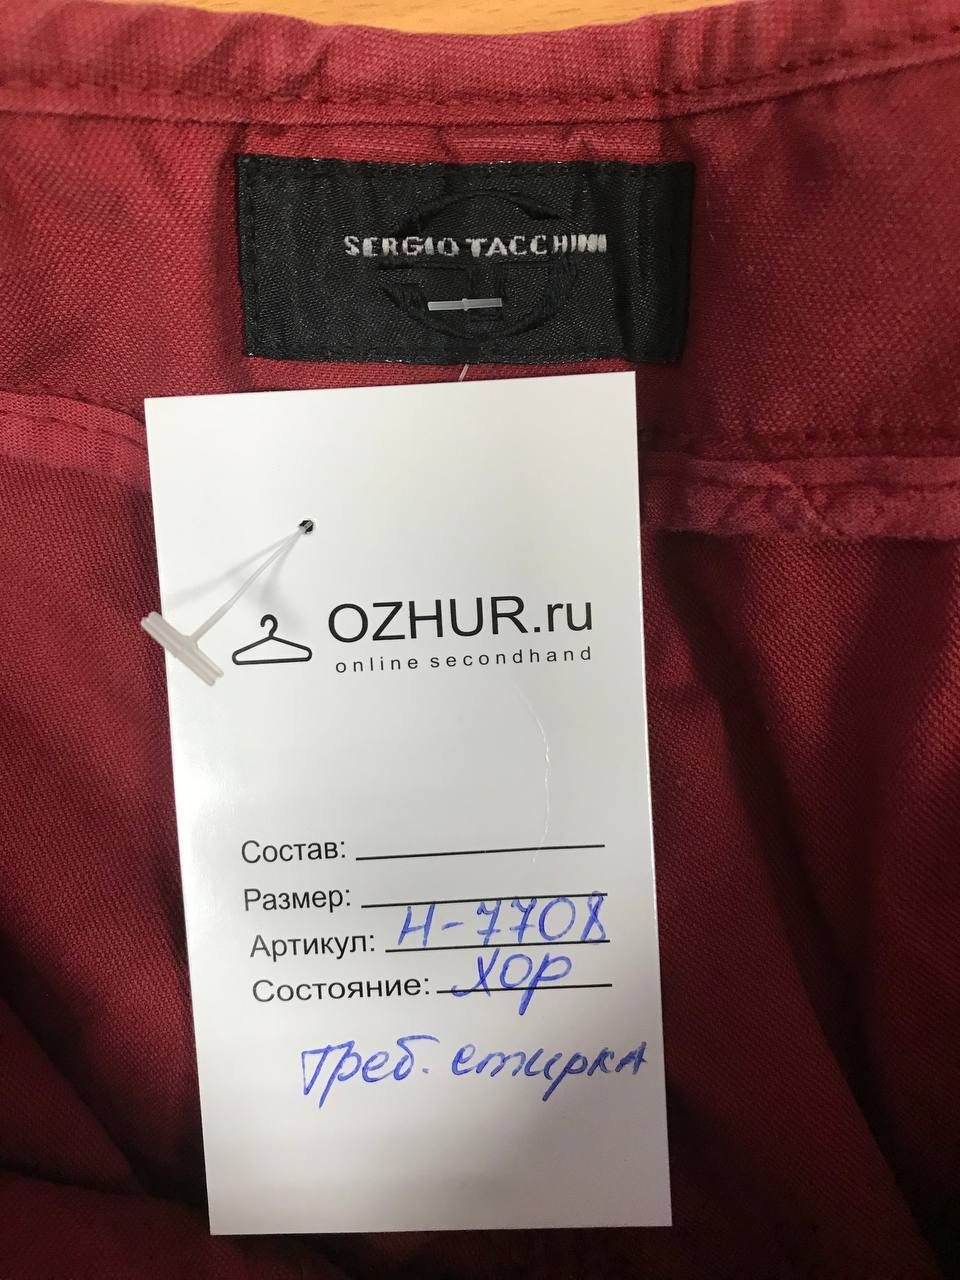 SERGIO TACCHINI
OZHUR.ru
online secondhand
Состав:
Размер:
Артикул: Н-7708
Состояние: хор
треб. стирка